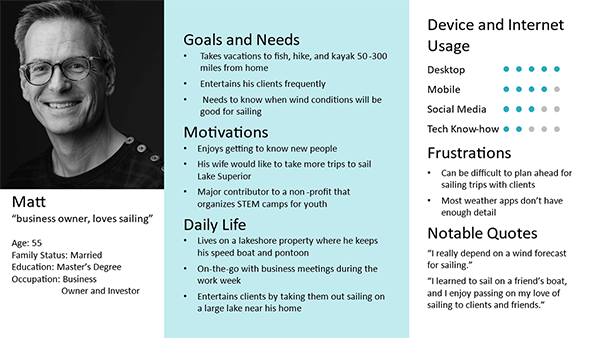 Matt
“business owner, loves sailing”
Age: 55
Family Status: Married
Education: Master’s Degree
Occupation: Business
Owner and Investor
Goals and Needs
• Takes vacations to fish, hike, and kayak 50-300
miles from home
• Entertains his clients frequently
• Needs to know when wind conditions will be
good for sailing
Motivations
• Enjoys getting to know new people
• His wife would like to take more trips to sail
Lake Superior
• Major contributor to a non-profit that
organizes STEM camps for youth
Daily Life
• Lives on a lakeshore property where he keeps
his speed boat and pontoon
• On-the-go with business meetings during the
work week
• Entertains clients by taking them out sailing on
a large lake near his home
Device and Internet
Usage
Desktop
Mobile
Social Media
Tech Know-how
Frustrations
• Can be difficult to plan ahead for
sailing trips with clients
• Most weather apps don’t have
enough detail
Notable Quotes
“I really depend on a wind forecast
for sailing.”
“I learned to sail on a friend’s boat,
and I enjoy passing on my love of
sailing to clients and friends.”